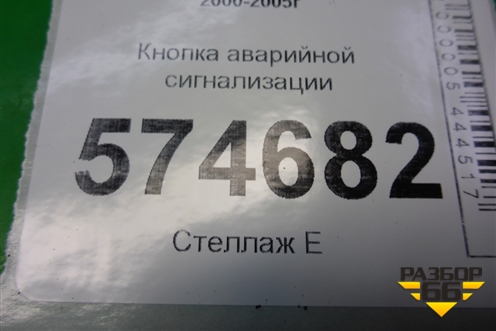 2000-2005г
Кнопка аварийной
сигнализации
574682
Стеллаж Е
РАЗБОР
66